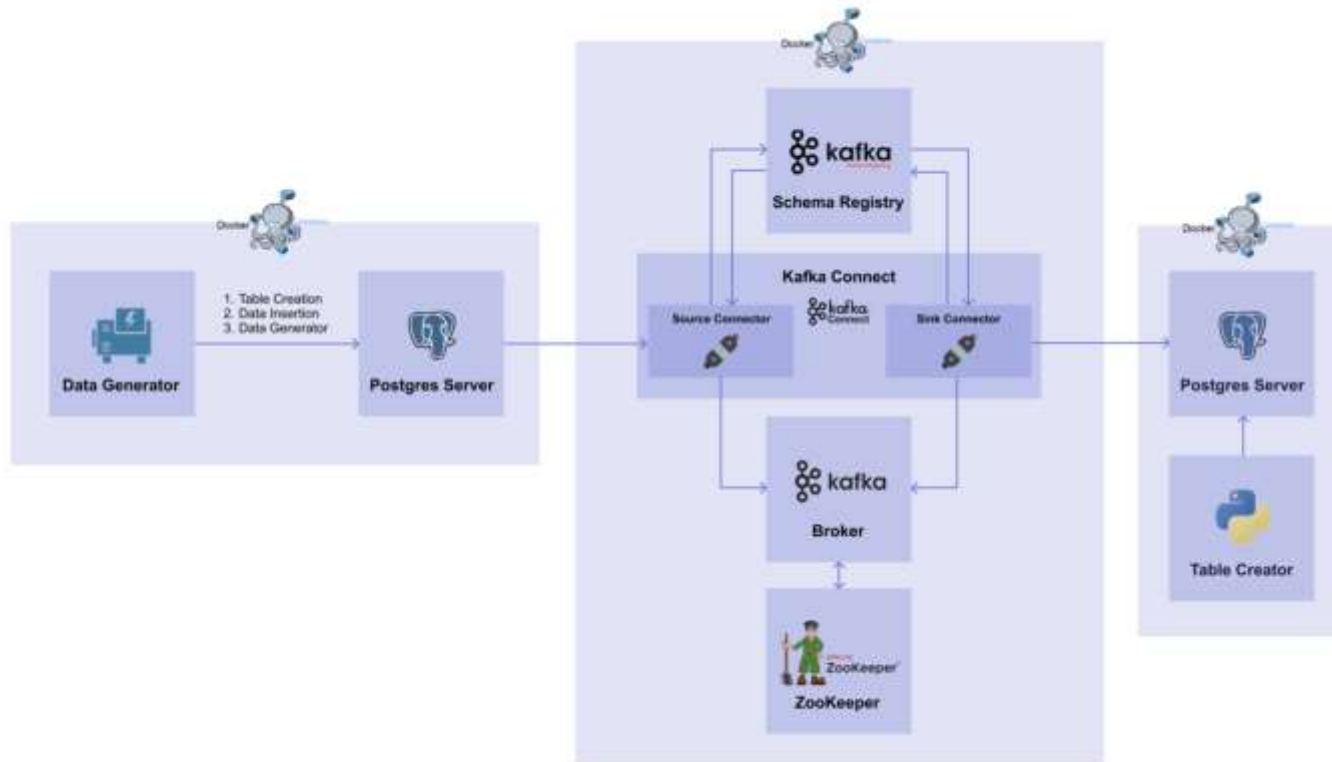 Docker
Docker
Docker
kafka
Schema Registry
Kafka Connect
kafka
Connect
Source Connector
Sink Connector
1. Table Creation
2. Data Insertion
3. Data Generator
Data Generator
Postgres Server
Postgres Server
kafka
Broker
Table Creator
ZooKeeper
ZooKeeper